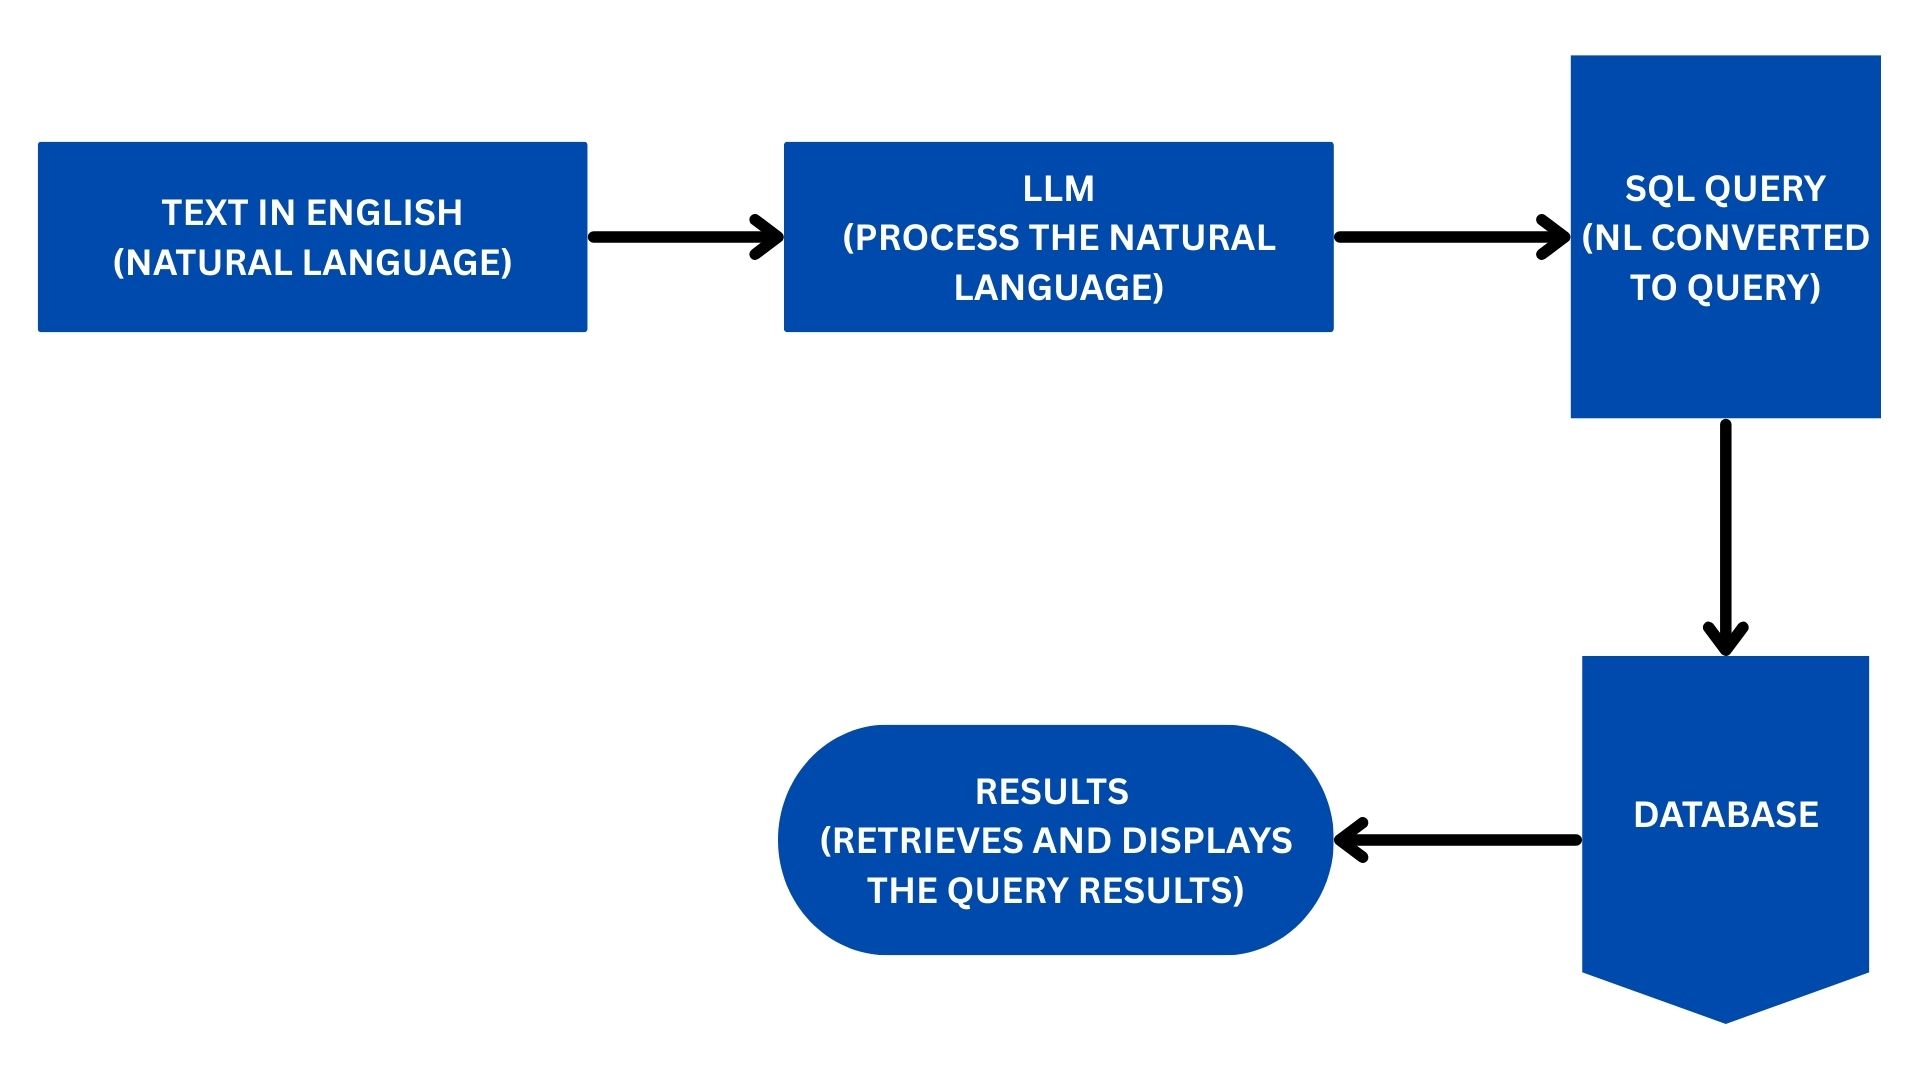 TEXT IN ENGLISH
(NATURAL LANGUAGE)
LLM
(PROCESS THE NATURAL
LANGUAGE)
SQL QUERY
(NL CONVERTED
TO QUERY)
DATABASE
RESULTS
(RETRIEVES AND DISPLAYS
THE QUERY RESULTS)